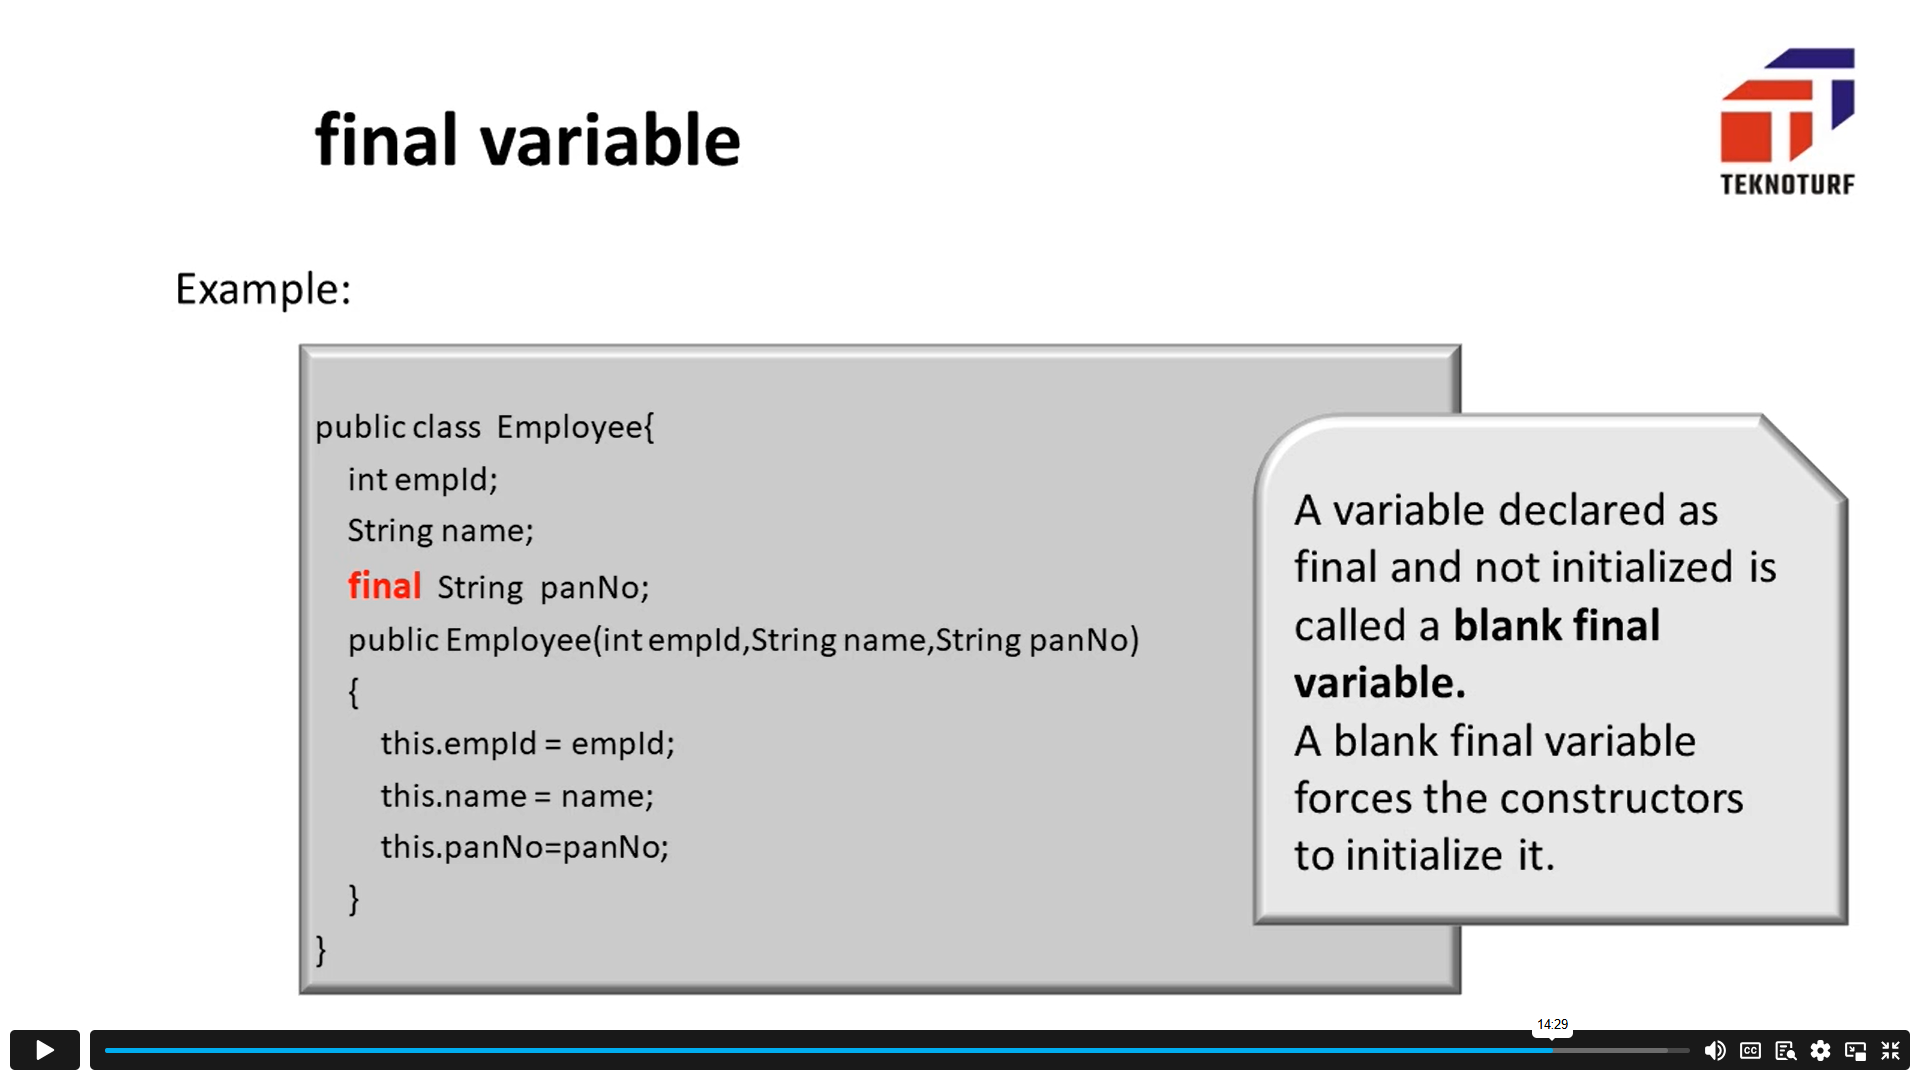 final variable
TEKNOTURF
Example:
public class Employee{
int empId;
String name;
final String panNo;
public Employee(int empId,String name,String panNo)
{
this.empId = empId;
this.name = name;
this.panNo=panNo;
}
}
A variable declared as
final and not initialized is
called a blank final
variable.
A blank final variable
forces the constructors
to initialize it.
14:29
CC